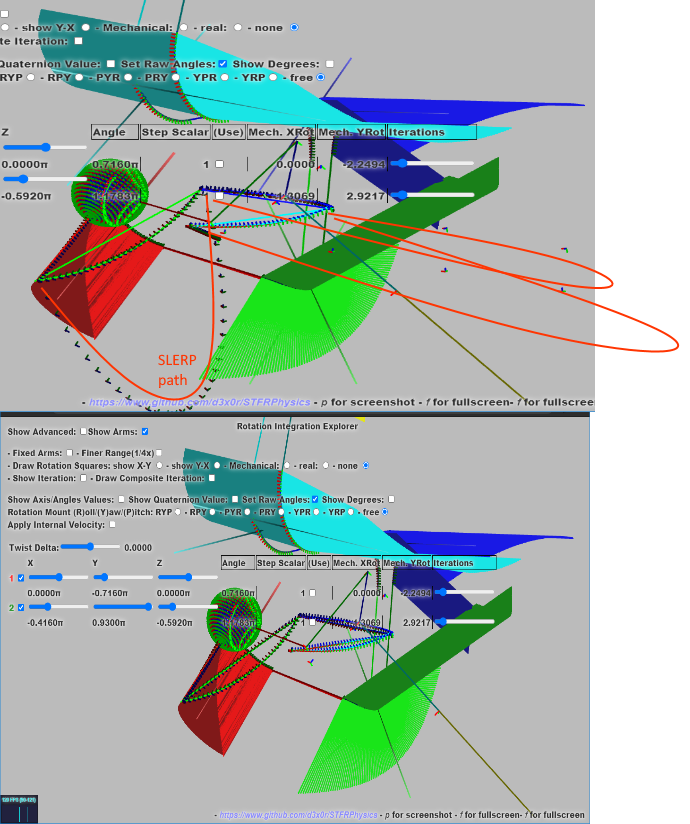 - show Y-X - Mechanical: - real: - none
te Iteration:
Quaternion Value: Set Raw Angles: Show Degrees:
RYP - RPY - PYR - PRY - YPR - YRP - free
Z Angle Step Scalar (Use) Mech. XRot Mech. YRot Iterations
0.0000π 0.7160π 1 0.0000 -2.2494
-0.5920π 1.1783π 1 -1.3069 2.9217
SLERP
path
- https://www.github.com/d3x0r/STFRPhysics - p for screenshot - f for fullscreen- f for fullscreen
Rotation Integration Explorer
Show Advanced: Show Arms:
- Fixed Arms: - Finer Range(1/4x)
- Draw Rotation Squares: show X-Y - show Y-X - Mechanical: - real: - none
- Show Iteration: - Draw Composite Iteration:
Show Axis/Angles Values: Show Quaternion Value: Set Raw Angles: Show Degrees:
Rotation Mount (R)oll/(Y)aw/(P)itch: RYP - RPY - PYR - PRY - YPR - YRP - free
Apply Internal Velocity:
Twist Delta: 0.0000
X Y Z Angle Step Scalar (Use) Mech. XRot Mech. YRot Iterations
1
0.0000π -0.7160π 0.0000π 0.7160π 1 0.0000 -2.2494
2
-0.4160π 0.9300π -0.5920π 1.1783π 1 -1.3069 2.9217
- https://www.github.com/d3x0r/STFRPhysics - p for screenshot - f for fullscreen- f for fullscreen